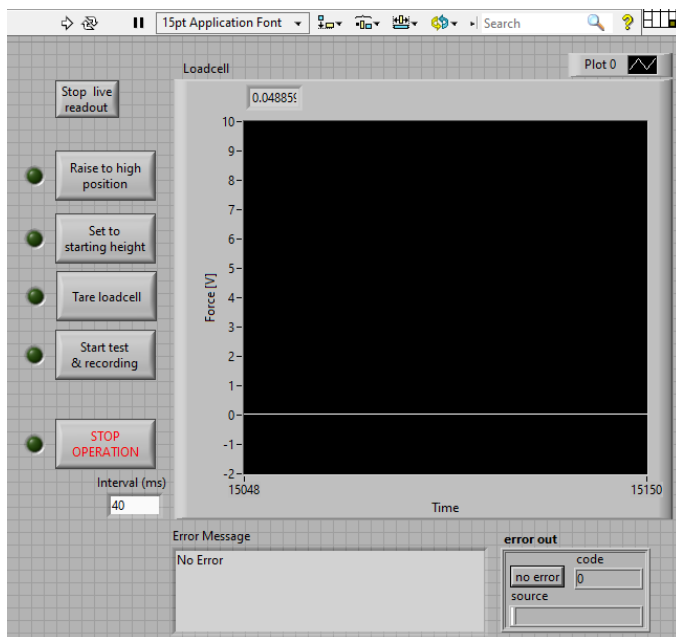 15pt Application Font
Search
Loadcell
Plot 0
Stop live
readout
0.048859
10
9
8
7
6
5
4
3
2
1
0
-1
-2
Force [V]
15048
15150
Time
Raise to high
position
Set to
starting height
Tare loadcell
Start test
& recording
STOP
OPERATION
Interval (ms)
40
Error Message
No Error
error out
code
no error
0
source